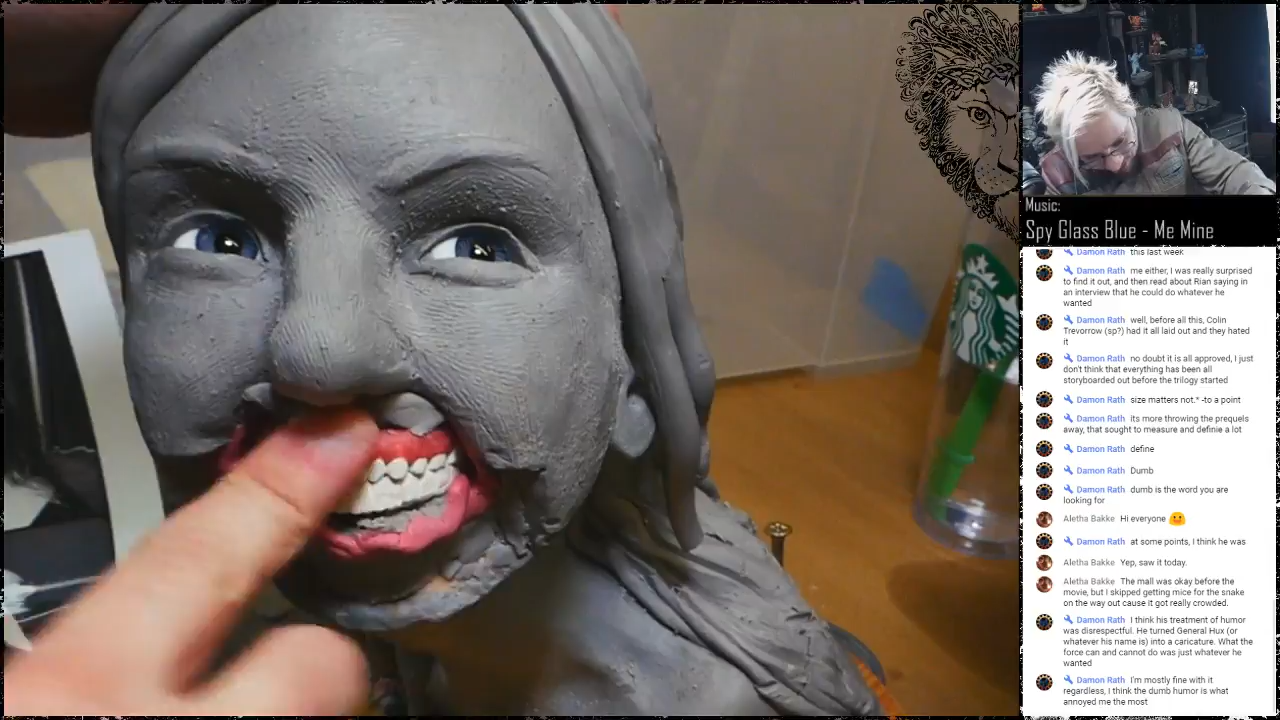 Music:
Spy Glass Blue - Me Mine
Damon Rath this last week
Damon Rath me either, I was really surprised
to find it out, and then read about Rian saying in
an interview that he could do whatever he
wanted
Damon Rath well, before all this, Colin
Trevorrow (sp?) had it all laid out and they hated
it
Damon Rath no doubt it is all approved, I just
don't think that everything has been all
storyboarded out before the trilogy started
Damon Rath size matters not.* -to a point
Damon Rath its more throwing the prequels
away, that sought to measure and definie a lot
Damon Rath define
Damon Rath Dumb
Damon Rath dumb is the word you are
looking for
Aletha Bakke Hi everyone 🙂
Damon Rath at some points, I think he was
Aletha Bakke Yep, saw it today.
Aletha Bakke The mall was okay before the
movie, but I skipped getting mice for the snake
on the way out cause it got really crowded.
Damon Rath I think his treatment of humor
was disrespectful. He turned General Hux (or
whatever his name is) into a caricature. What the
force can and cannot do was just whatever he
wanted
Damon Rath I'm mostly fine with it
regardless, I think the dumb humor is what
annoyed me the most